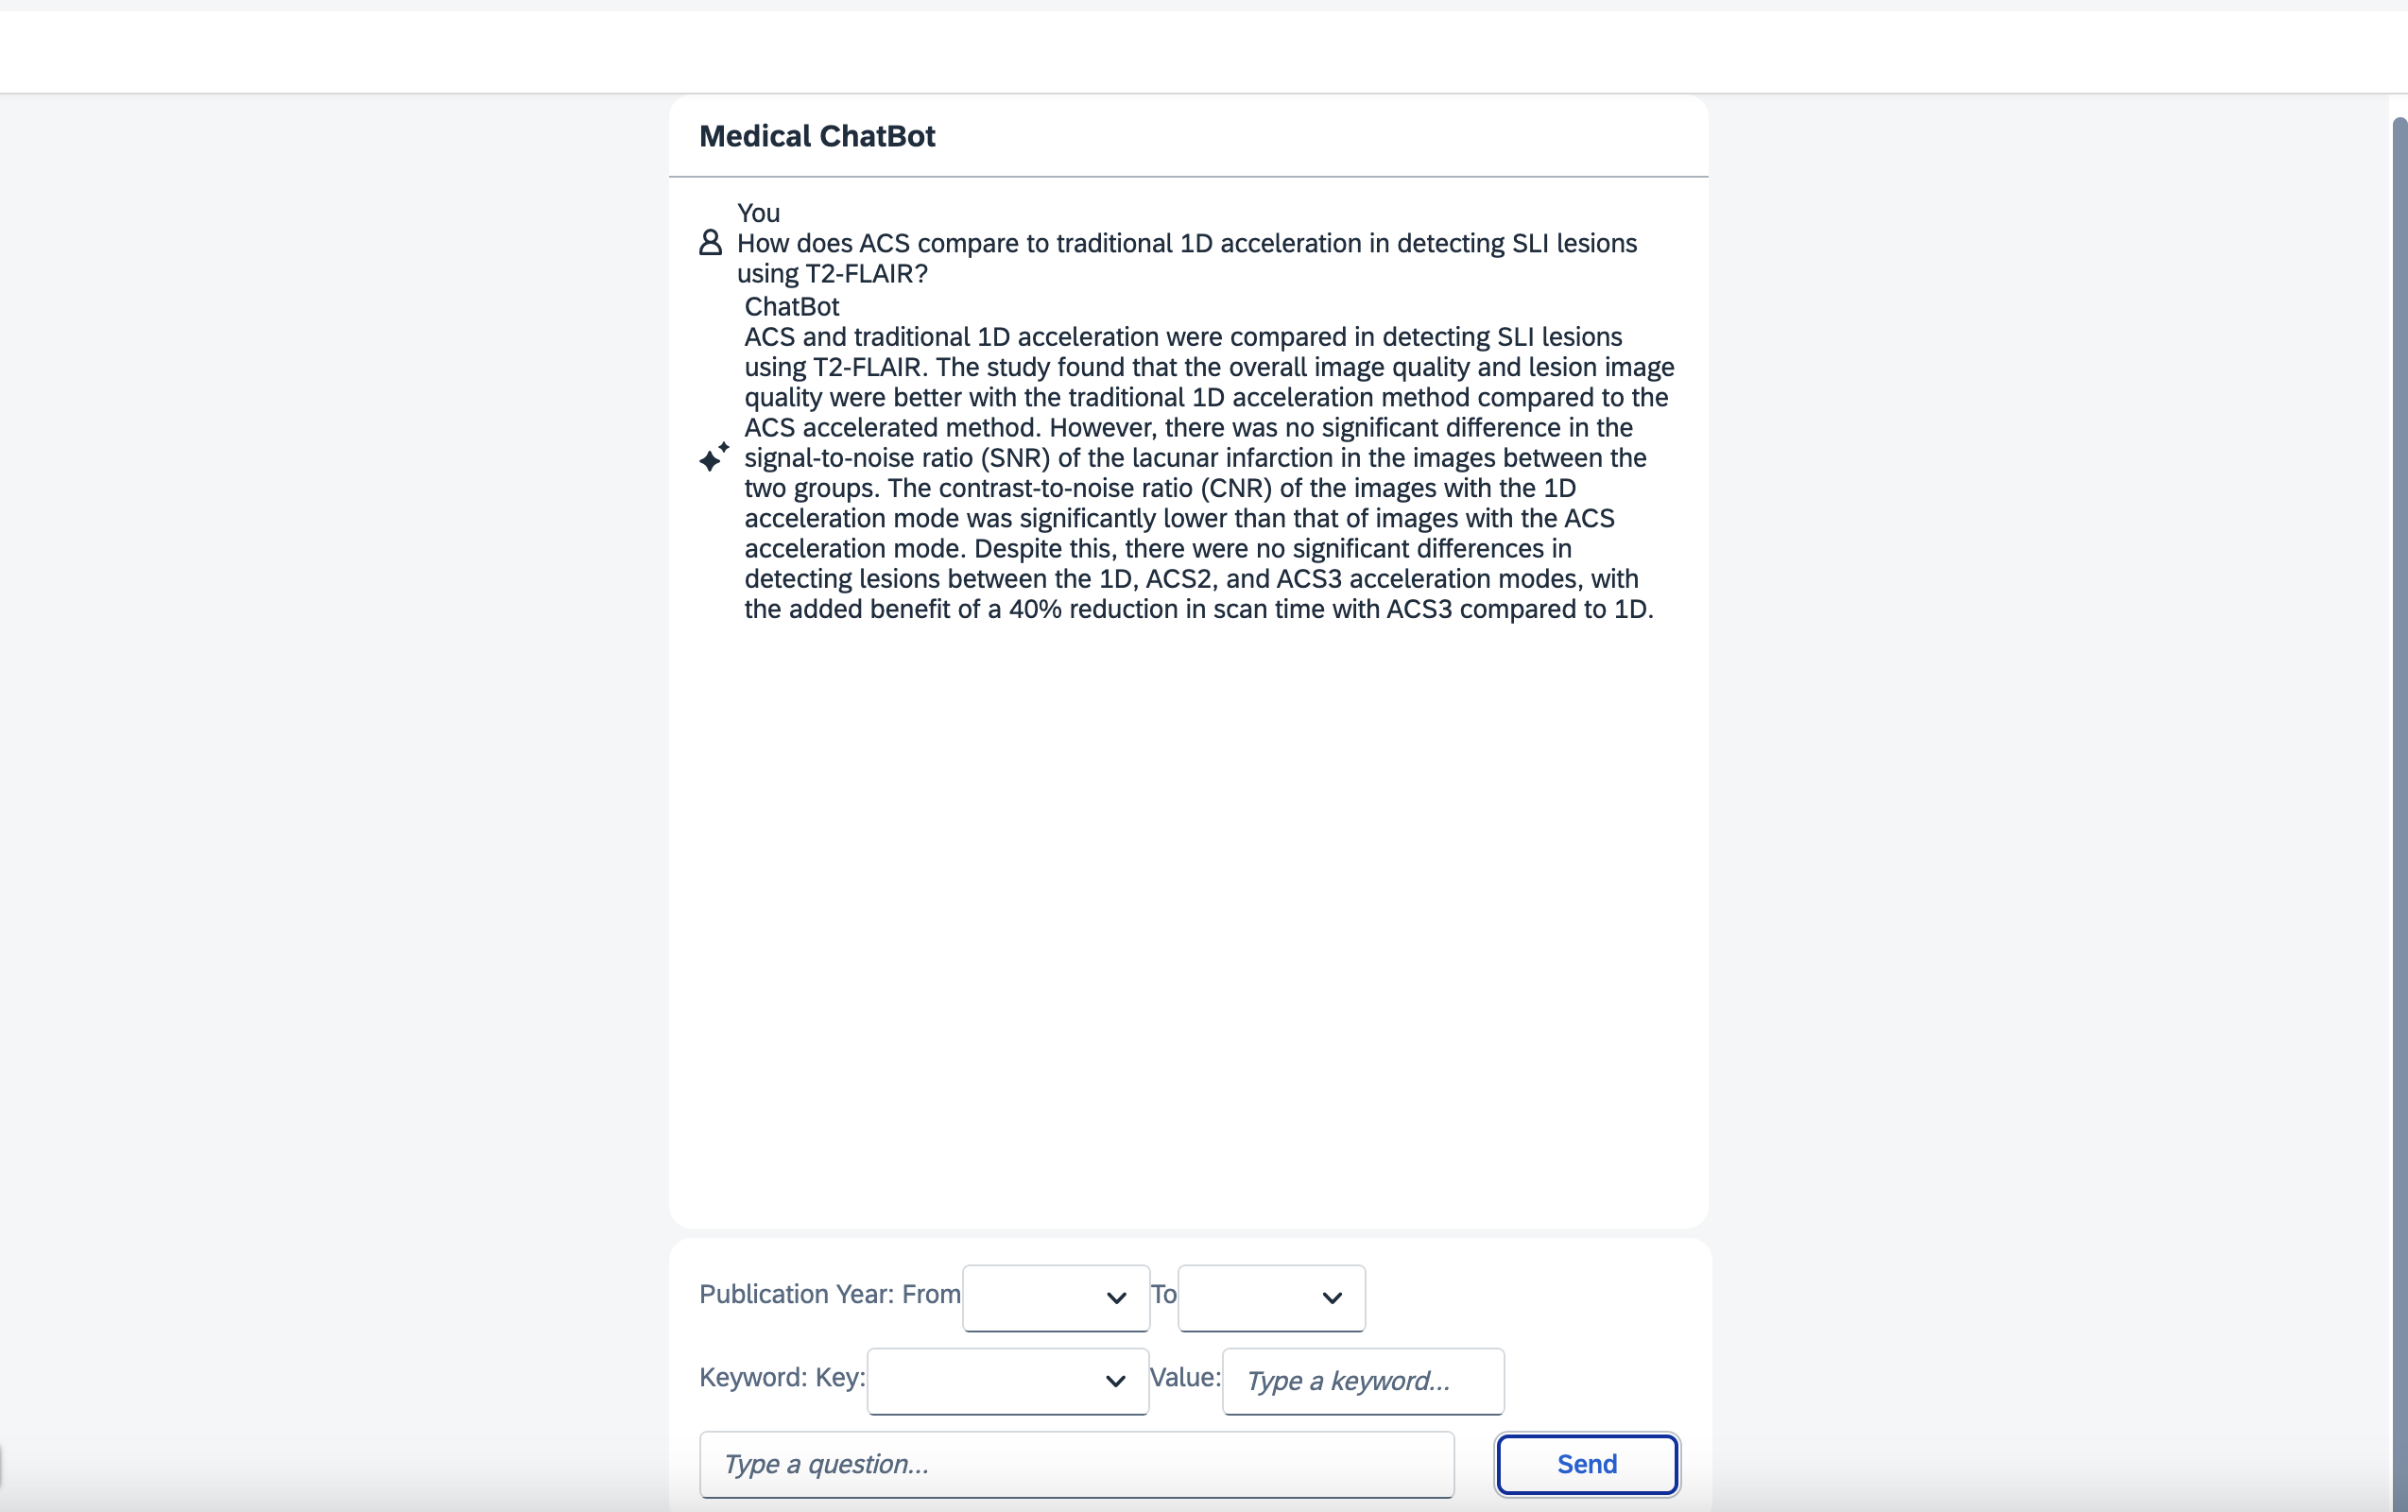 Medical ChatBot
You
How does ACS compare to traditional 1D acceleration in detecting SLI lesions
using T2-FLAIR?
ChatBot
ACS and traditional 1D acceleration were compared in detecting SLI lesions
using T2-FLAIR. The study found that the overall image quality and lesion image
quality were better with the traditional 1D acceleration method compared to the
ACS accelerated method. However, there was no significant difference in the
signal-to-noise ratio (SNR) of the lacunar infarction in the images between the
two groups. The contrast-to-noise ratio (CNR) of the images with the 1D
acceleration mode was significantly lower than that of images with the ACS
acceleration mode. Despite this, there were no significant differences in
detecting lesions between the 1D, ACS2, and ACS3 acceleration modes, with
the added benefit of a 40% reduction in scan time with ACS3 compared to 1D.
Publication Year: From To
Keyword: Key: Value: Type a keyword...
Type a question... Send